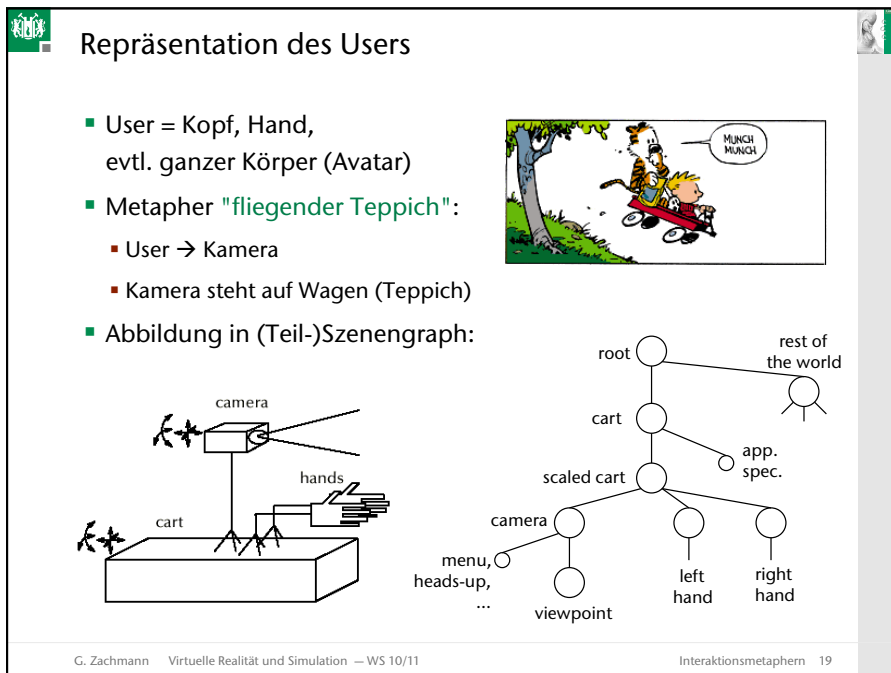 Repräsentation des Users
▪ User = Kopf, Hand,
evtl. ganzer Körper (Avatar)
▪ Metapher "fliegender Teppich":
▪ User → Kamera
▪ Kamera steht auf Wagen (Teppich)
▪ Abbildung in (Teil-)Szenengraph:
MUNCH
MUNCH
camera
hands
cart
root
rest of
the world
cart
app.
spec.
scaled cart
camera
menu,
heads-up,
...
viewpoint
left
hand
right
hand
G. Zachmann Virtuelle Realität und Simulation — WS 10/11 Interaktionsmetaphern 19